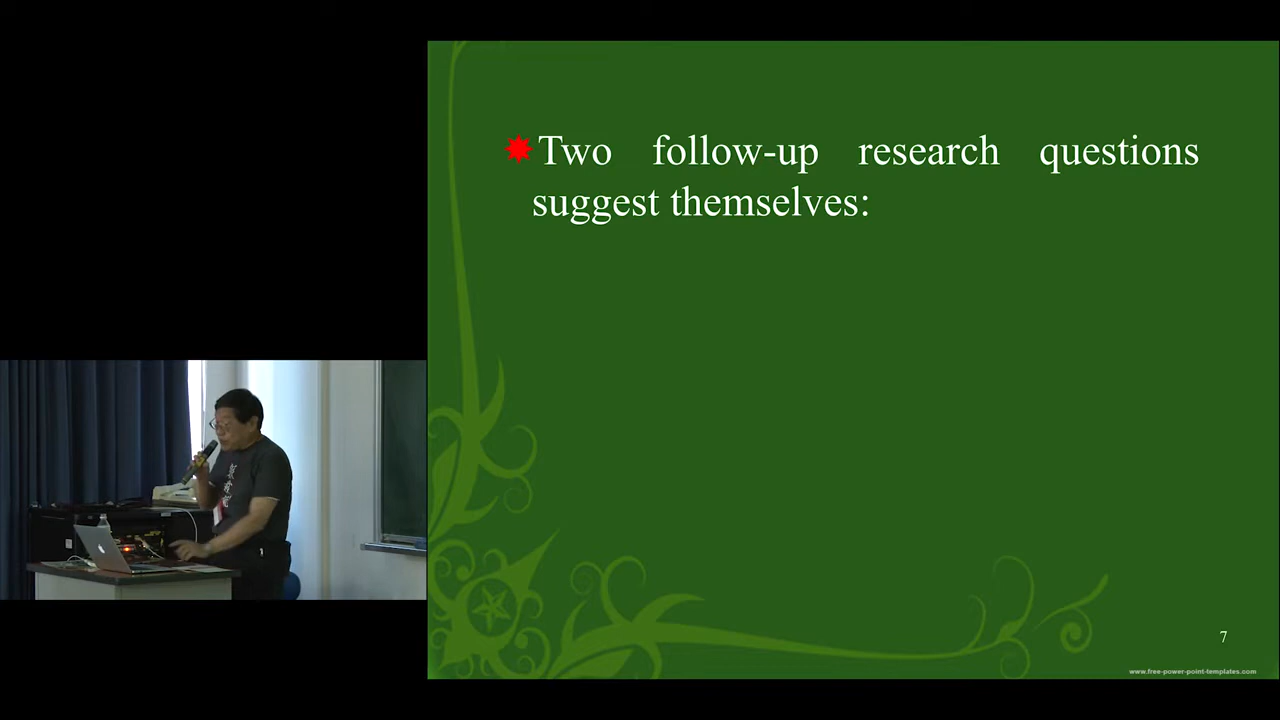 Two follow-up research questions
suggest themselves:
7
www.free-power-point-templates.com